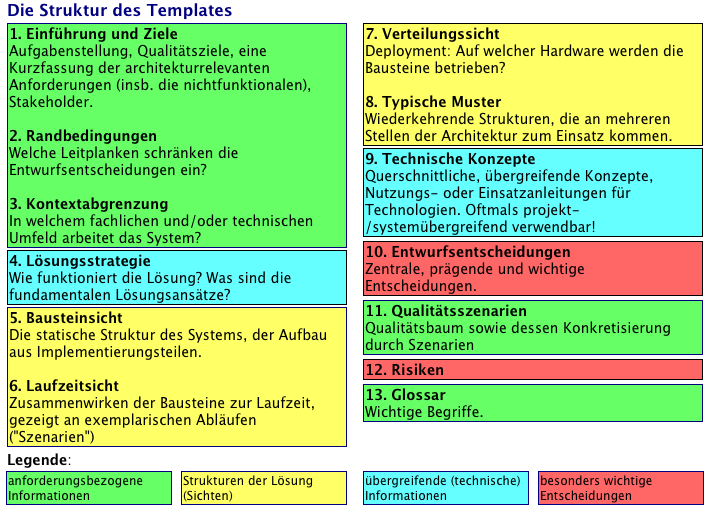 Die Struktur des Templates
1. Einführung und Ziele
Aufgabenstellung, Qualitätsziele, eine
Kurzfassung der architekturrelevanten
Anforderungen (insb. die nichtfunktionalen),
Stakeholder.
2. Randbedingungen
Welche Leitplanken schränken die
Entwurfsentscheidungen ein?
3. Kontextabgrenzung
In welchem fachlichen und/oder technischen
Umfeld arbeitet das System?
4. Lösungsstrategie
Wie funktioniert die Lösung? Was sind die
fundamentalen Lösungsansätze?
5. Bausteinsicht
Die statische Struktur des Systems, der Aufbau
aus Implementierungsteilen.
6. Laufzeitsicht
Zusammenwirken der Bausteine zur Laufzeit,
gezeigt an exemplarischen Abläufen
("Szenarien")
7. Verteilungssicht
Deployment: Auf welcher Hardware werden die
Bausteine betrieben?
8. Typische Muster
Wiederkehrende Strukturen, die an mehreren
Stellen der Architektur zum Einsatz kommen.
9. Technische Konzepte
Querschnittliche, übergreifende Konzepte,
Nutzungs- oder Einsatzanleitungen für
Technologien. Oftmals projekt-
/systemübergreifend verwendbar!
10. Entwurfsentscheidungen
Zentrale, prägende und wichtige
Entscheidungen.
11. Qualitätsszenarien
Qualitätsbaum sowie dessen Konkretisierung
durch Szenarien
12. Risiken
13. Glossar
Wichtige Begriffe.
Legende:
anforderungsbezogene
Informationen
Strukturen der Lösung
(Sichten)
übergreifende (technische)
Informationen
besonders wichtige
Entscheidungen